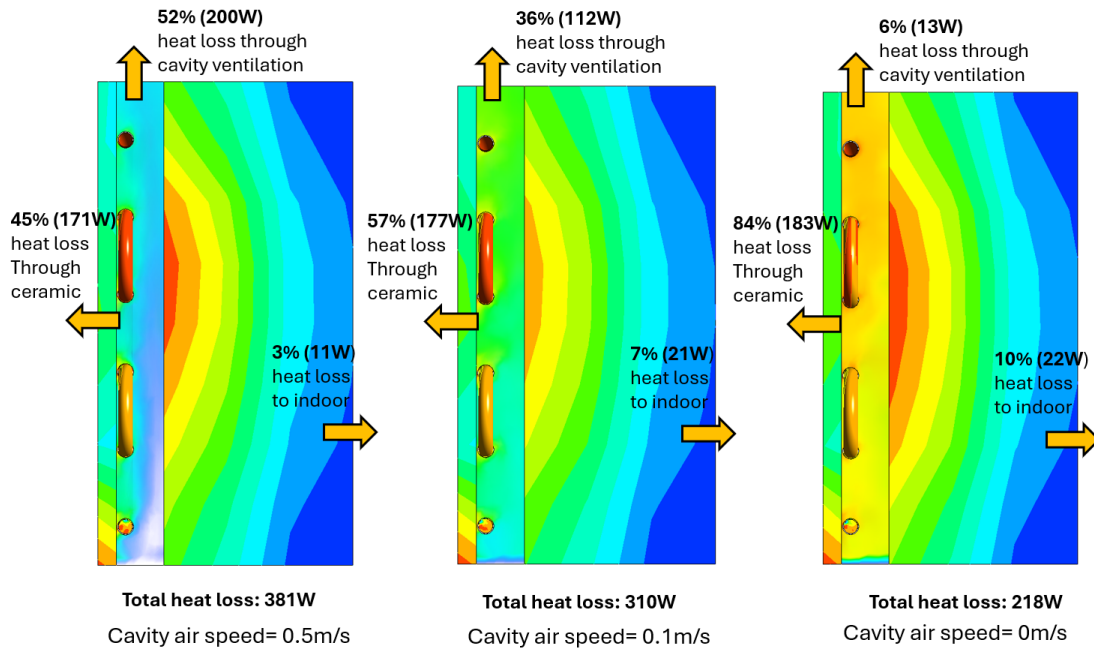 52% (200W)
heat loss through
cavity ventilation
45% (171W)
heat loss
Through
ceramic
3% (11W)
heat loss
to indoor
Total heat loss: 381W
Cavity air speed= 0.5m/s
36% (112W)
heat loss through
cavity ventilation
57% (177W)
heat loss
Through
ceramic
7% (21W)
heat loss
to indoor
Total heat loss: 310W
Cavity air speed= 0.1m/s
6% (13W)
heat loss through
cavity ventilation
84% (183W)
heat loss
Through
ceramic
10% (22W)
heat loss
to indoor
Total heat loss: 218W
Cavity air speed= 0m/s